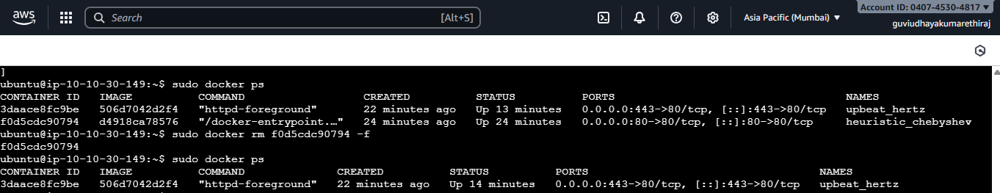 aws Search [Alt+S] Asia Pacific (Mumbai) ▼ Account ID: 0407-4530-4817 ▼
guviudhayakumarethiraj
]
ubuntu@ip-10-10-30-149:~$ sudo docker ps
CONTAINER ID IMAGE COMMAND CREATED STATUS PORTS NAMES
3daace8fc9be 506d7042d2f4 "httpd-foreground" 22 minutes ago Up 13 minutes 0.0.0.0:443->80/tcp, [::]:443->80/tcp upbeat_hertz
f0d5cdc90794 d4918ca78576 "/docker-entrypoint.…" 24 minutes ago Up 24 minutes 0.0.0.0:80->80/tcp, [::]:80->80/tcp heuristic_chebyshev
ubuntu@ip-10-10-30-149:~$ sudo docker rm f0d5cdc90794 -f
f0d5cdc90794
ubuntu@ip-10-10-30-149:~$ sudo docker ps
CONTAINER ID IMAGE COMMAND CREATED STATUS PORTS NAMES
3daace8fc9be 506d7042d2f4 "httpd-foreground" 22 minutes ago Up 14 minutes 0.0.0.0:443->80/tcp, [::]:443->80/tcp upbeat_hertz